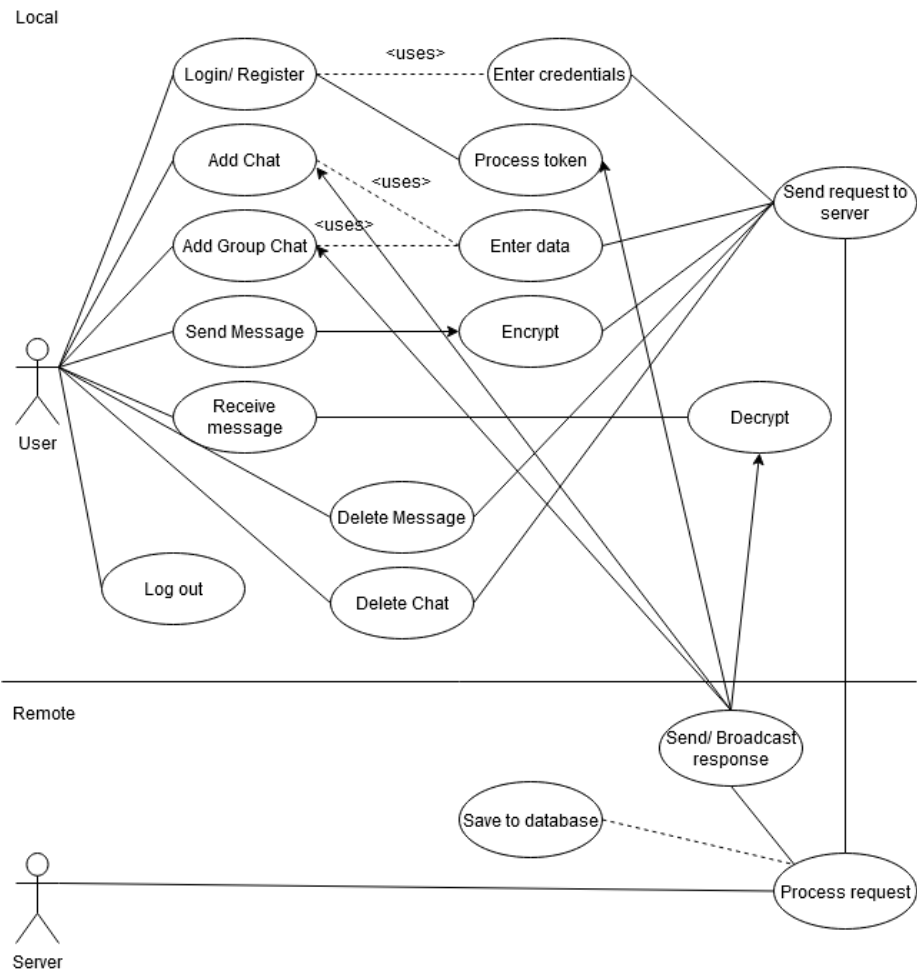 Local
<uses>
Login/ Register
Enter credentials
Add Chat
Process token
<uses>
Send request to
server
<uses>
Add Group Chat
Enter data
Send Message
Encrypt
Receive
message
Decrypt
User
Delete Message
Log out
Delete Chat
Remote
Send/ Broadcast
response
Save to database
Process request
Server